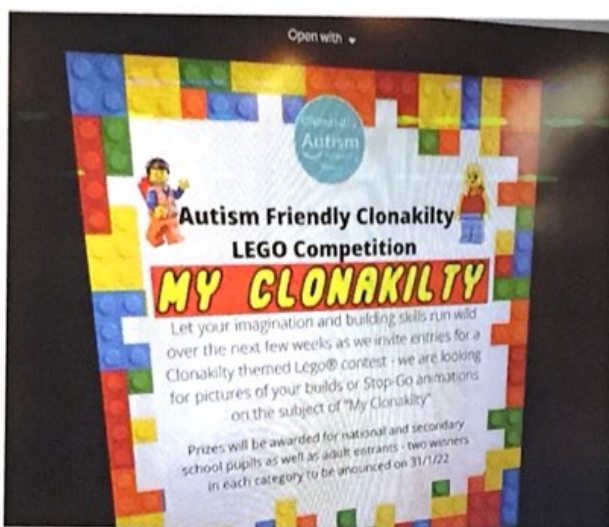 Open with
Autism
Autism Friendly Clonakilty
LEGO Competition
MY CLONAKILTY
Let your imagination and building skills run wild
over the next few weeks as we invite entries for a
Clonakilty themed Lego® contest - we are looking
for pictures of your builds or Stop-Go animations
on the subject of "My Clonakilty"
Prizes will be awarded for national and secondary
school pupils as well as adult entrants - two winners
in each category to be anounced on 31/1/22